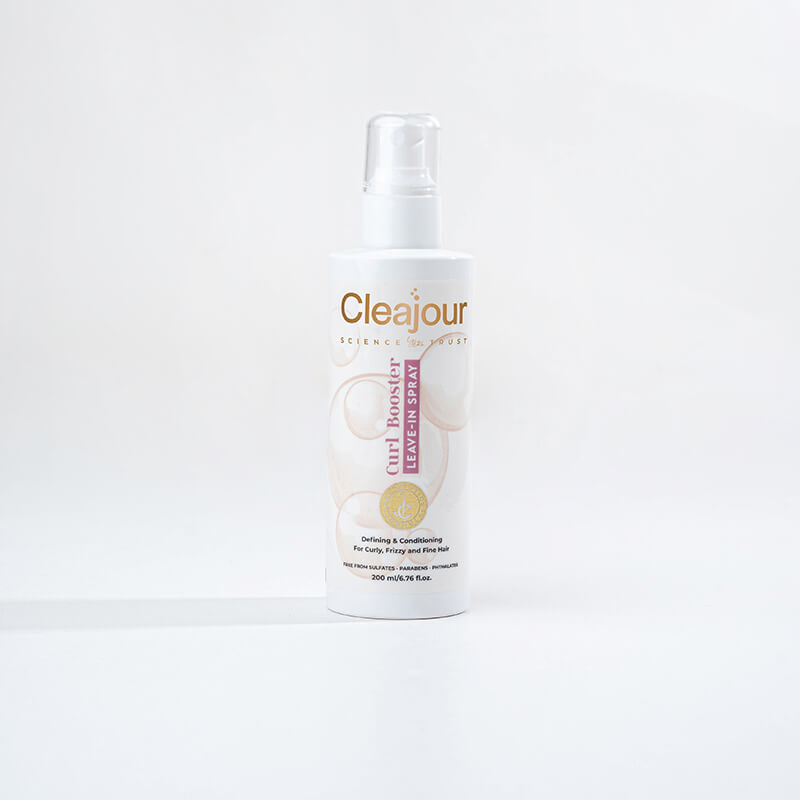 Cleajour
SCIENCE TRUST
Curl Booster
LEAVE-IN SPRAY
Defining & Conditioning
For Curly, Frizzy and Fine Hair
FREE FROM SULFATES - PARABENS - PHTHALATES
200 ml/6.76 fl.oz.